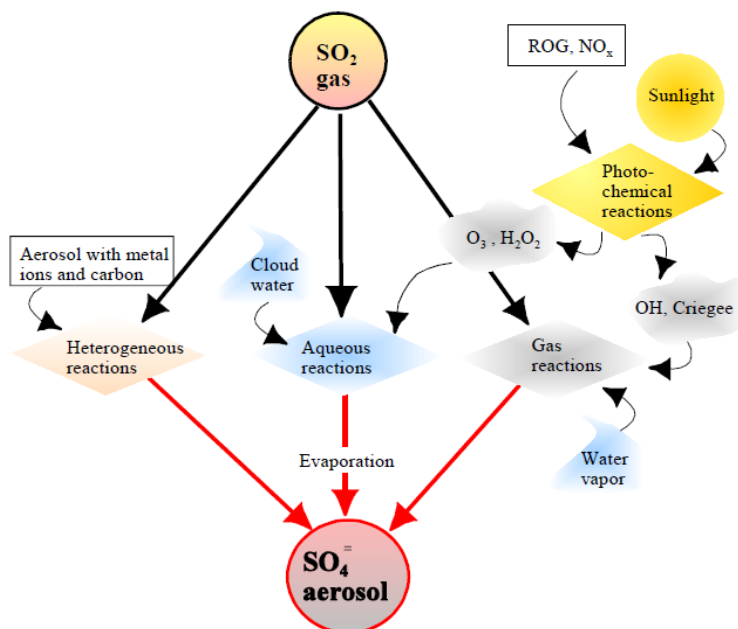 SO₂
gas
ROG, NOₓ
Sunlight
Photo-
chemical
reactions
O₃ , H₂O₂
Aerosol with metal
ions and carbon
Cloud
water
OH, Criegee
Heterogeneous
reactions
Aqueous
reactions
Gas
reactions
Evaporation
Water
vapor
SO₄⁼
aerosol